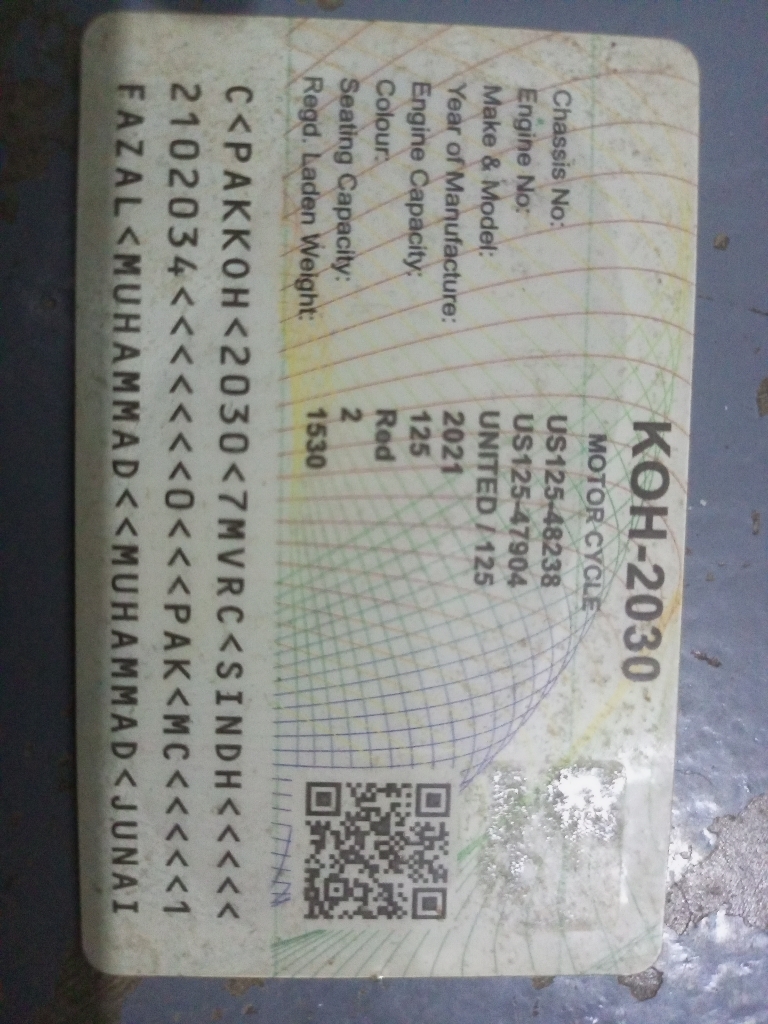 KOH-2030
MOTOR CYCLE
Chassis No: US125-48238
Engine No: US125-47904
Make & Model: UNITED / 125
Year of Manufacture: 2021
Engine Capacity: 125
Colour: Red
Seating Capacity: 2
Regd. Laden Weight: 1530
C<PAKKOH<2030<7MVRC<SINDH<<<<<
2102034<<<<<<<0<<<PAK<MC<<<<<<1
FAZAL<MUHAMMAD<<MUHAMMAD<JUNAI